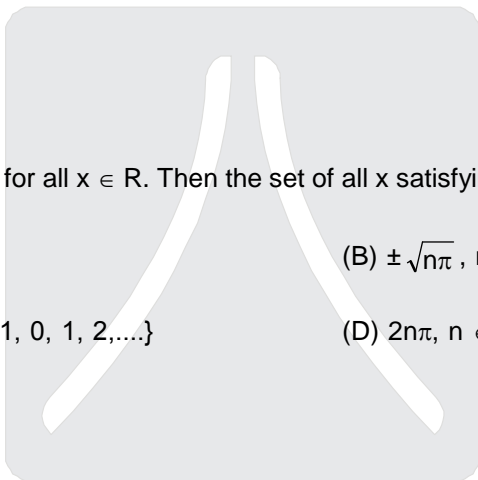 for all x ∈ R. Then the set of all x satisfyi
(B) ± √nπ , n
1, 0, 1, 2,....}
(D) 2nπ, n ∈